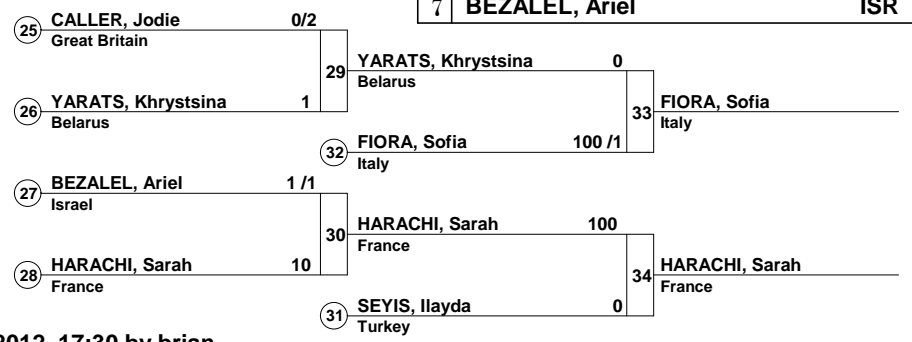 7 BEZALEL, Ariel ISR
25 CALLER, Jodie 0/2
Great Britain
29 YARATS, Khrystsina 0
Belarus
26 YARATS, Khrystsina 1
Belarus
33 FIORA, Sofia
Italy
32 FIORA, Sofia 100 /1
Italy
27 BEZALEL, Ariel 1 /1
Israel
30 HARACHI, Sarah 100
France
28 HARACHI, Sarah 10
France
34 HARACHI, Sarah
France
31 SEYIS, Ilayda 0
Turkey
2012 17:30 by brian